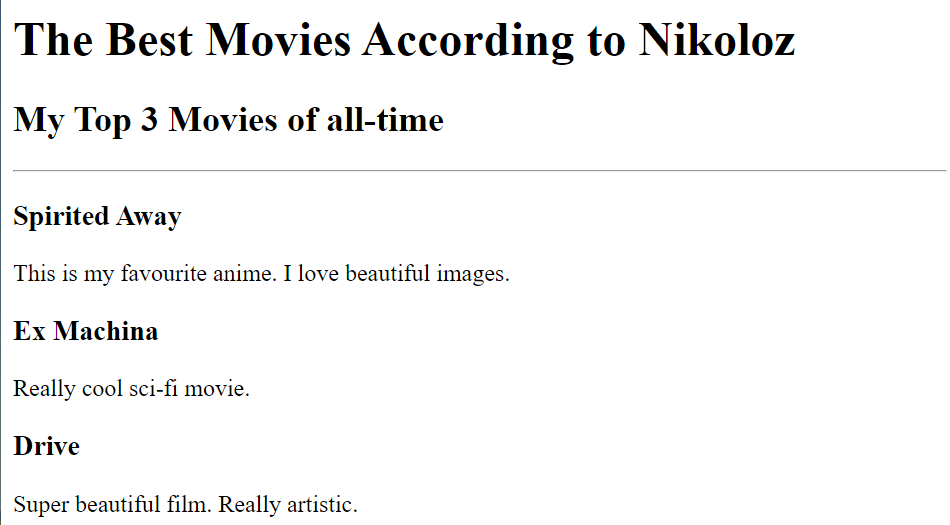 The Best Movies According to Nikoloz
My Top 3 Movies of all-time
Spirited Away
This is my favourite anime. I love beautiful images.
Ex Machina
Really cool sci-fi movie.
Drive
Super beautiful film. Really artistic.